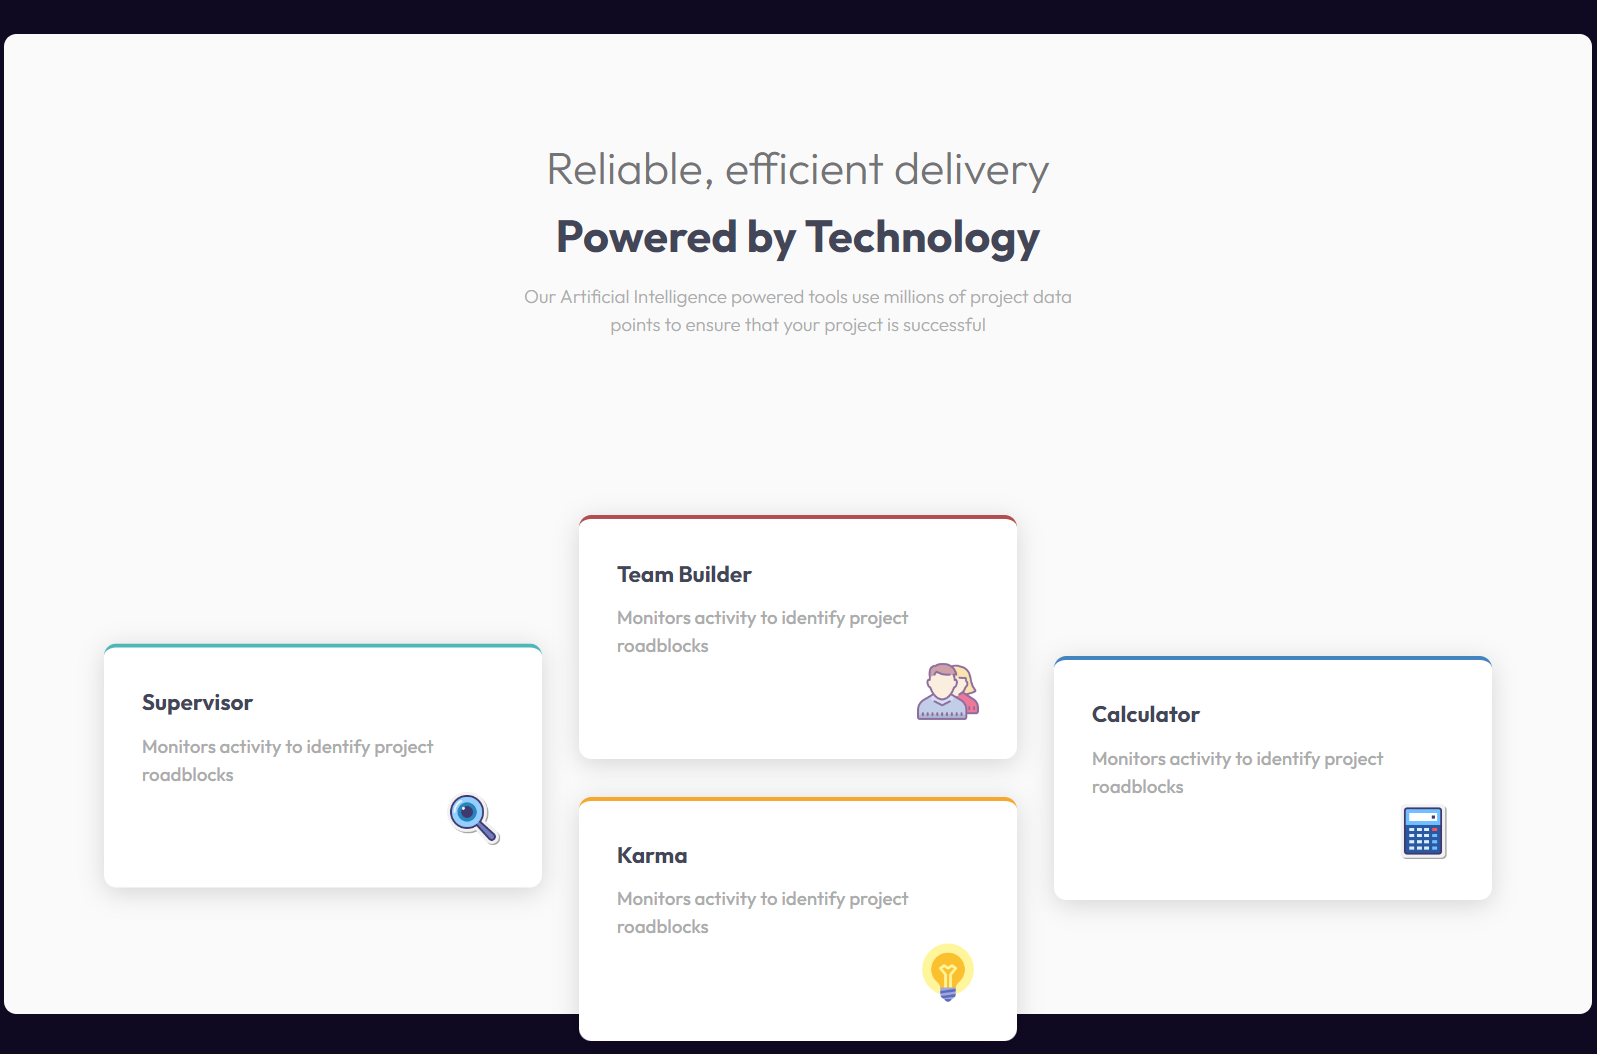 Reliable, efficient delivery
Powered by Technology
Our Artificial Intelligence powered tools use millions of project data
points to ensure that your project is successful
Supervisor
Monitors activity to identify project
roadblocks
Team Builder
Monitors activity to identify project
roadblocks
Karma
Monitors activity to identify project
roadblocks
Calculator
Monitors activity to identify project
roadblocks